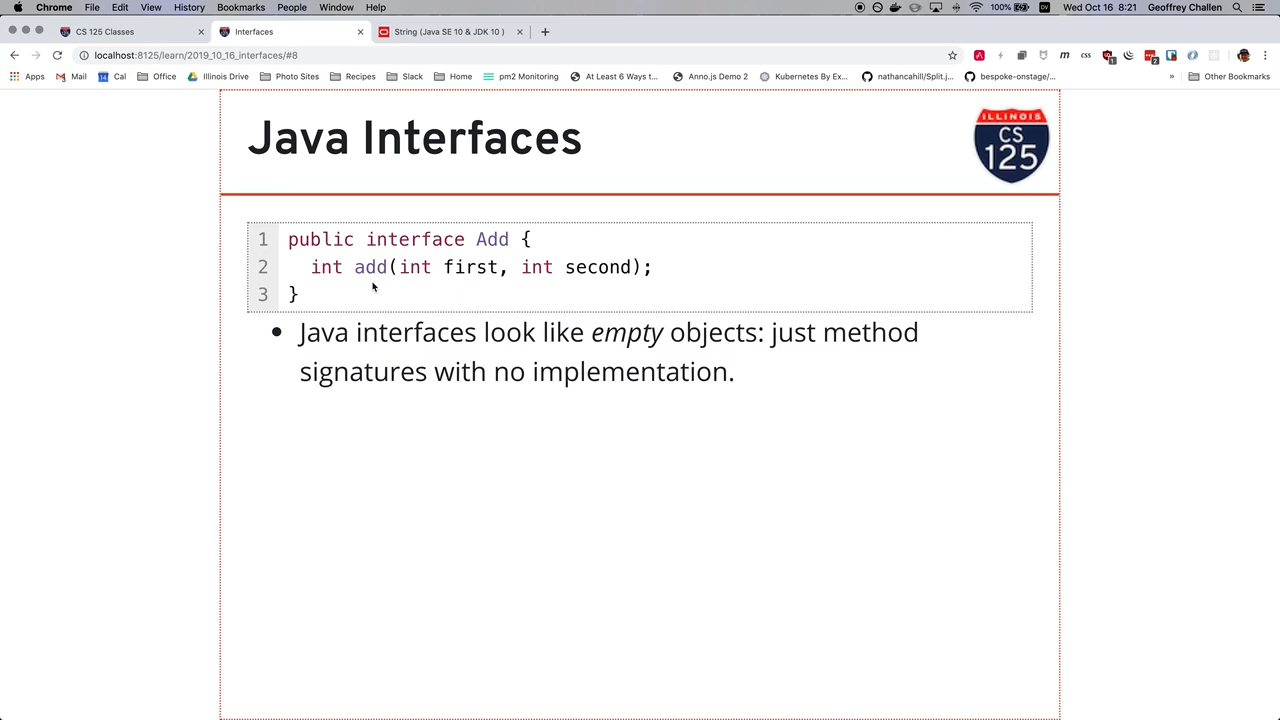 Chrome File Edit View History Bookmarks People Window Help 100% Wed Oct 16 8:21 Geoffrey Challen
CS 125 Classes Interfaces String (Java SE 10 & JDK 10 )
localhost:8125/learn/2019_10_16_interfaces/#8
Apps Mail Cal Office Illinois Drive Photo Sites Recipes Slack Home pm2 Monitoring At Least 6 Ways t... Anno.js Demo 2 Kubernetes By Ex... nathancahill/Split.j... bespoke-onstage/... » Other Bookmarks
Java Interfaces
ILLINOIS
CS
125
1 public interface Add {
2 int add(int first, int second);
3 }
• Java interfaces look like empty objects: just method
signatures with no implementation.